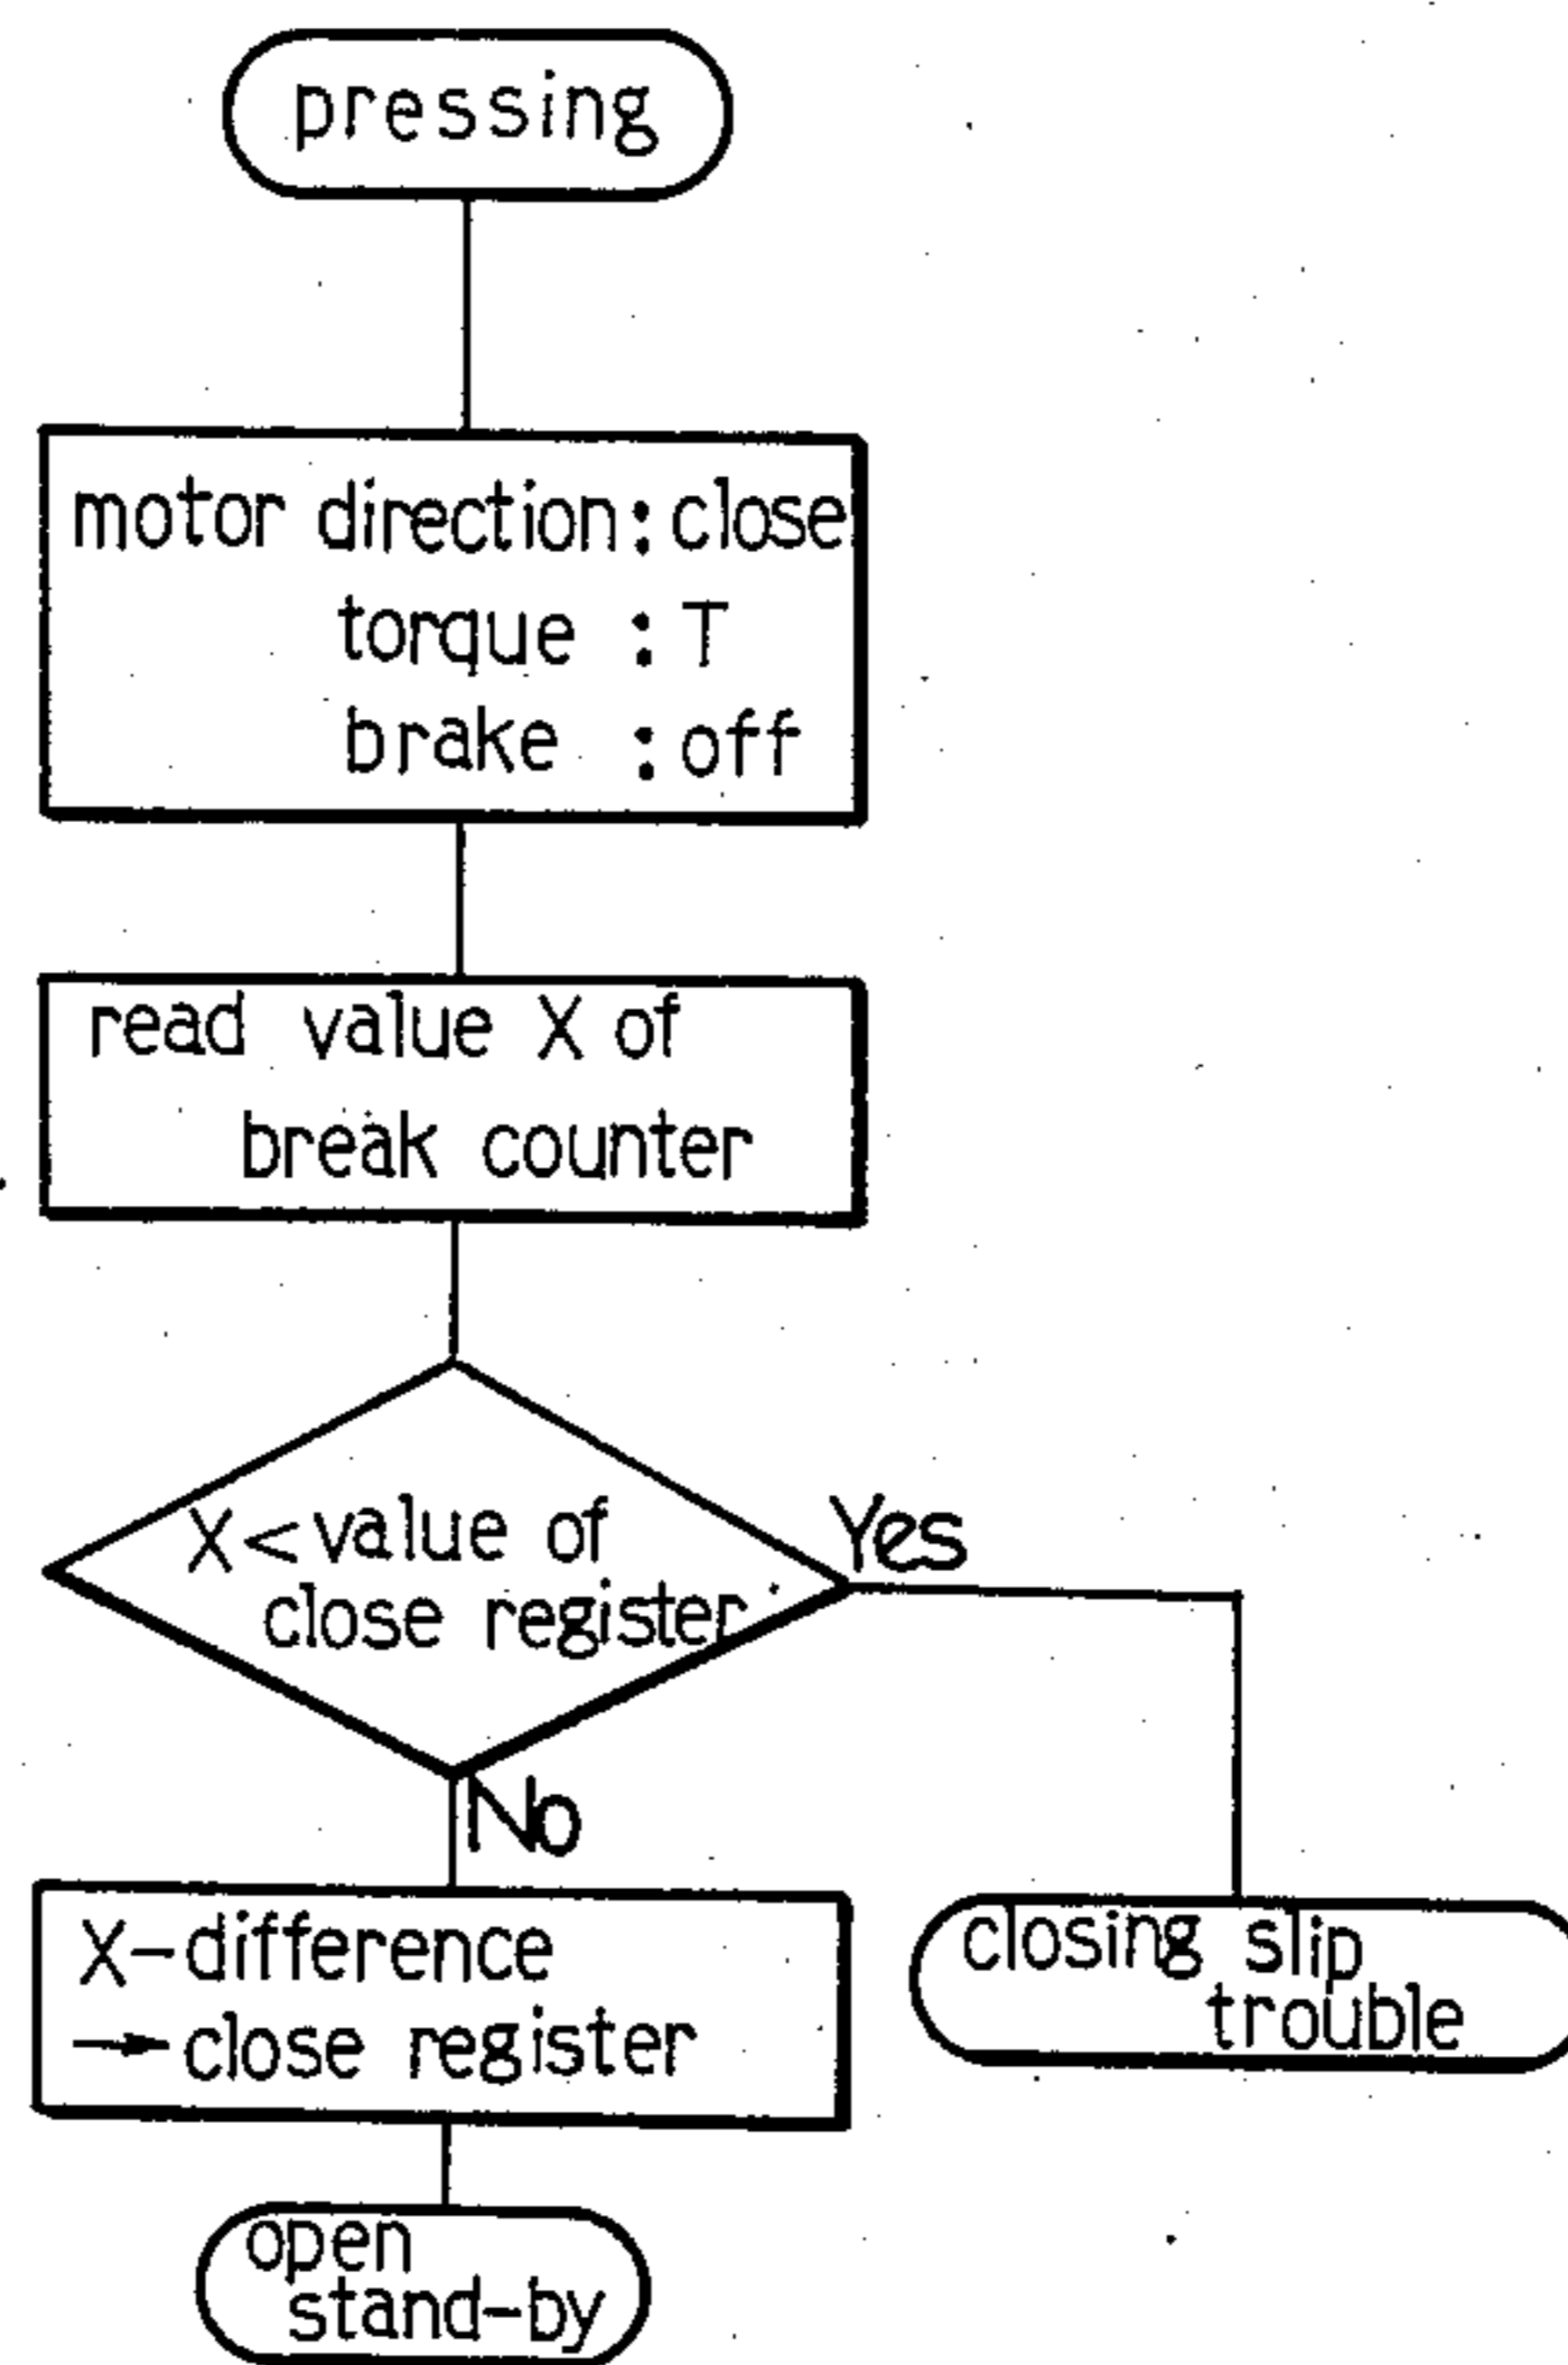 pressing
motor direction:close
torque :T
brake :off
read value X of
break counter
X<value of
close register
Yes
No
X-difference
→close register
closing slip
trouble
open
stand-by